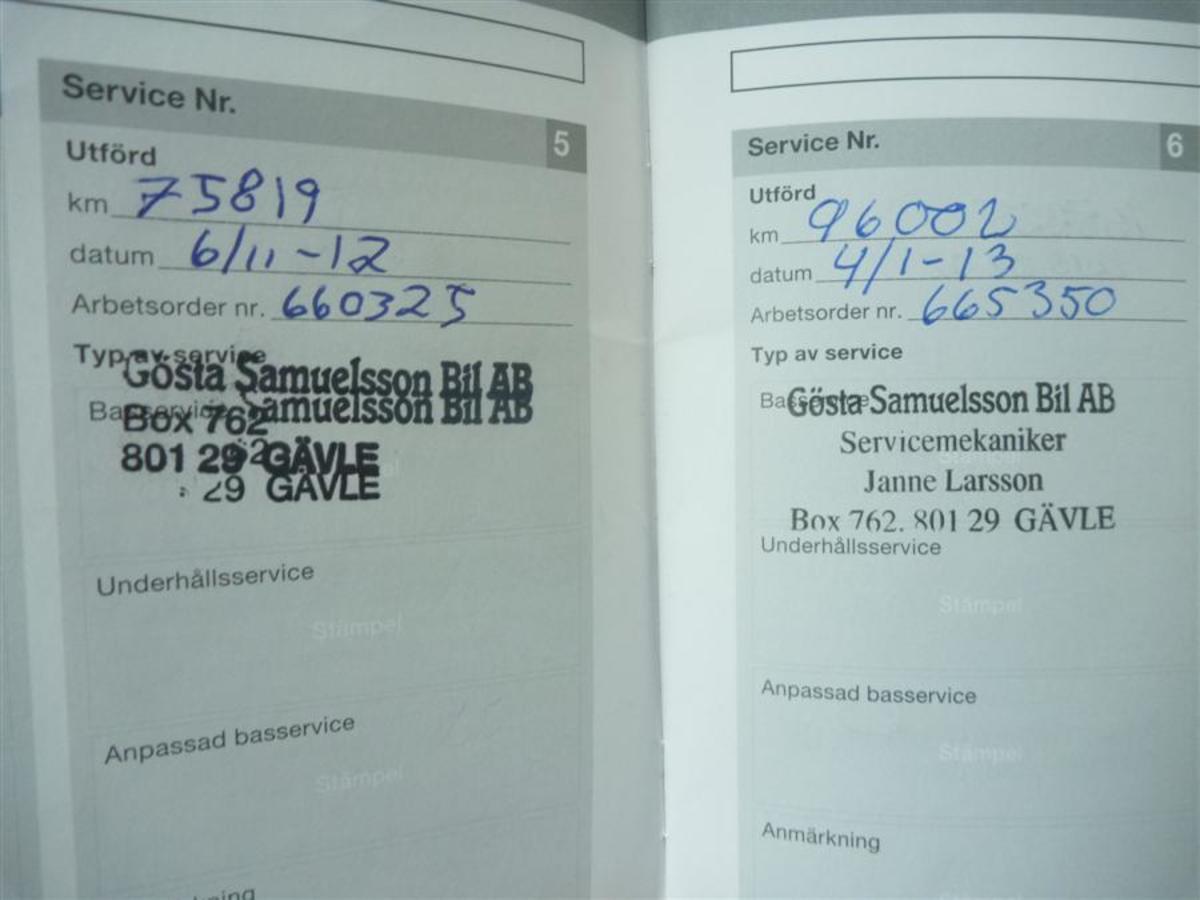 Service Nr.
5
Utförd
km 75819
datum 6/11-12
Arbetsorder nr. 660325
Typ av service
Gösta Samuelsson Bil AB
Basservice Samuelsson Bil AB
Box 762
801 29 GÄVLE
29 GÄVLE
Underhållsservice
Stämpel
Anpassad basservice
Stämpel
Service Nr.
6
Utförd
km 96002
datum 4/1-13
Arbetsorder nr. 665350
Typ av service
Gösta Samuelsson Bil AB
Servicemekaniker
Janne Larsson
Box 762. 801 29 GÄVLE
Underhållsservice
Stämpel
Anpassad basservice
Stämpel
Anmärkning